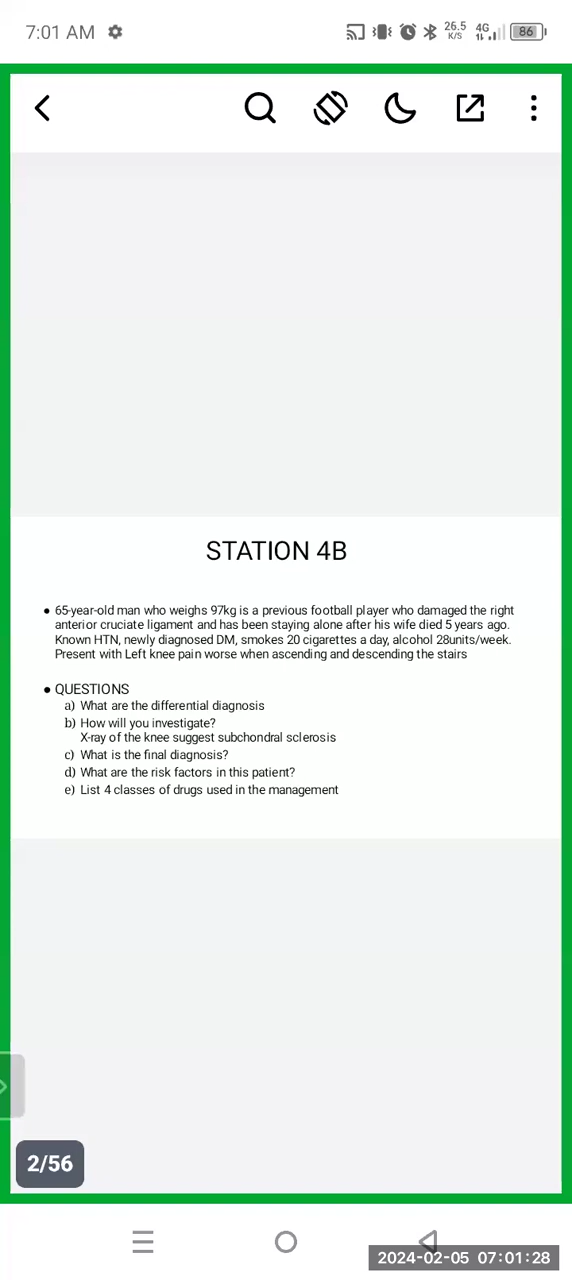 7:01 AM
26.5
K/S
4G
86
STATION 4B
• 65-year-old man who weighs 97kg is a previous football player who damaged the right
anterior cruciate ligament and has been staying alone after his wife died 5 years ago.
Known HTN, newly diagnosed DM, smokes 20 cigarettes a day, alcohol 28units/week.
Present with Left knee pain worse when ascending and descending the stairs
• QUESTIONS
a) What are the differential diagnosis
b) How will you investigate?
X-ray of the knee suggest subchondral sclerosis
c) What is the final diagnosis?
d) What are the risk factors in this patient?
e) List 4 classes of drugs used in the management
2/56
2024-02-05 07:01:28